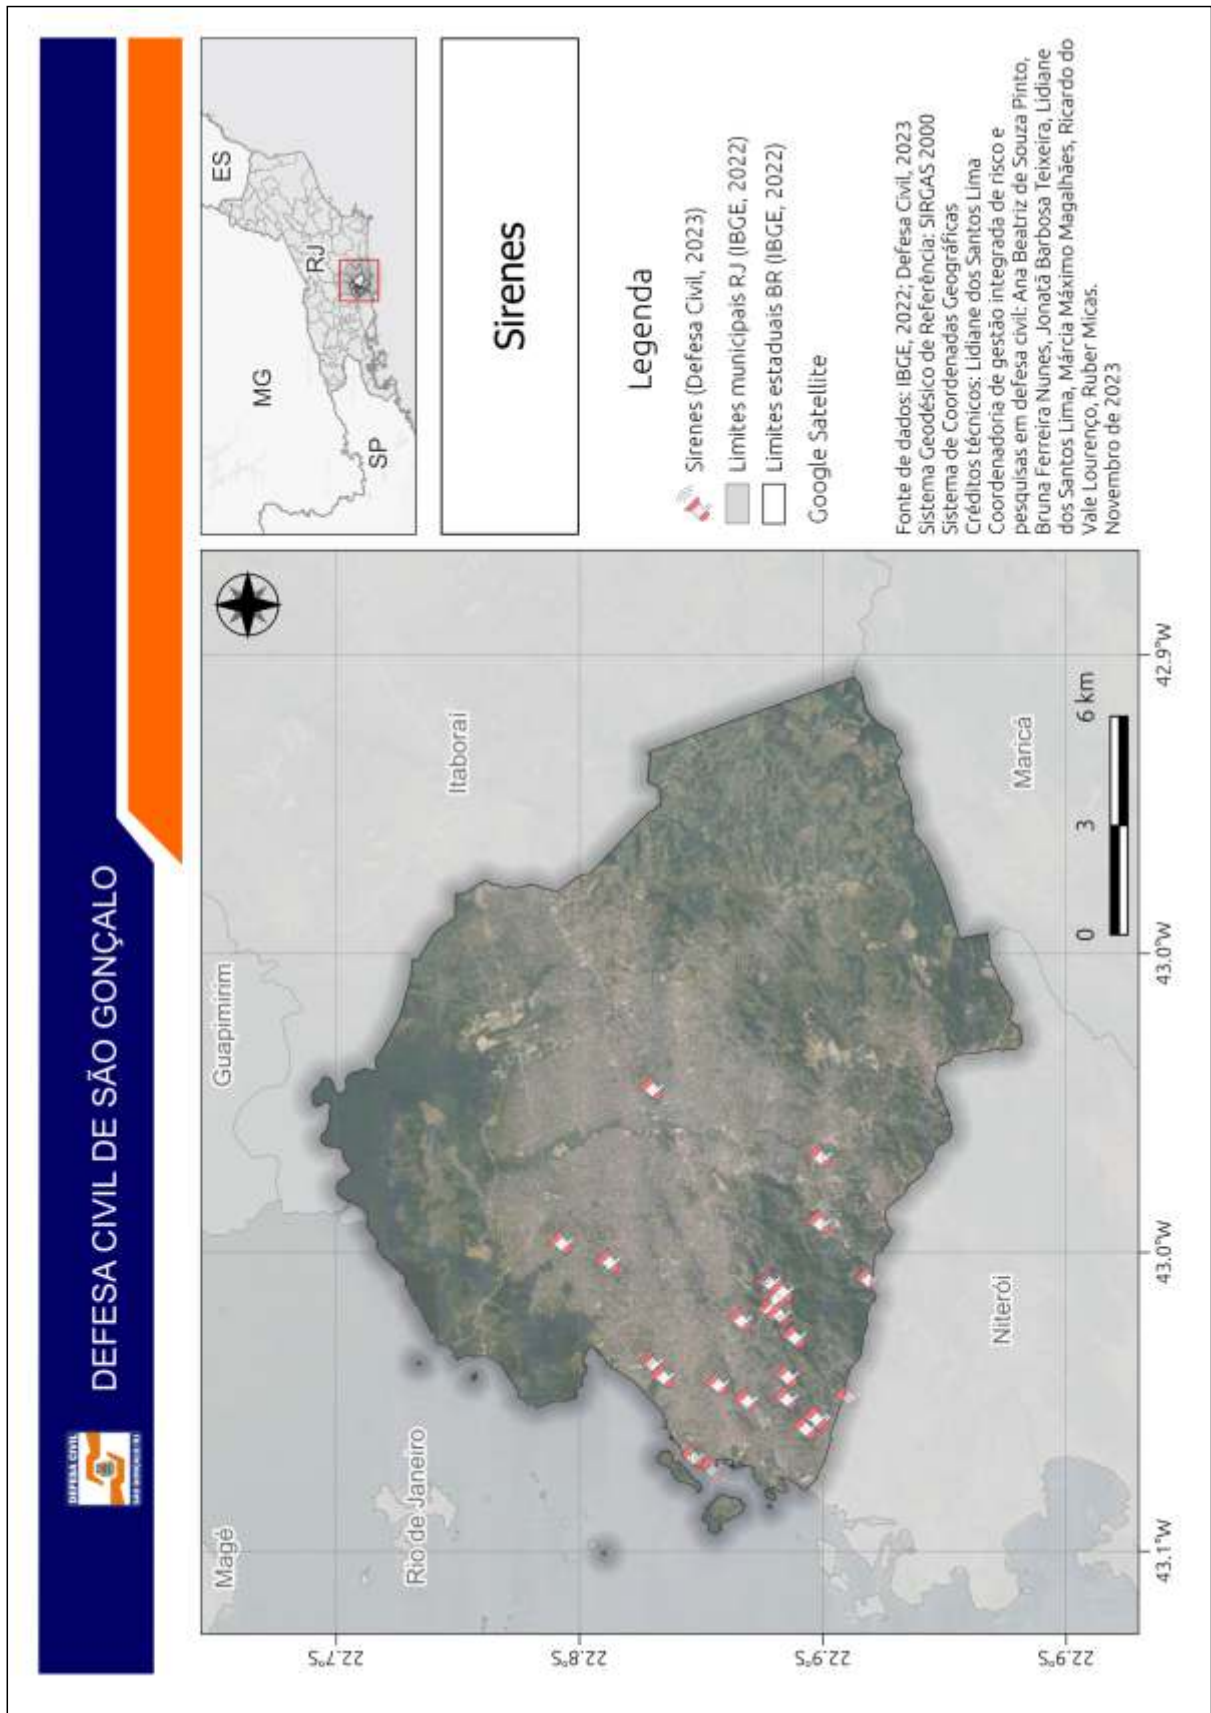 DEFESA CIVIL DE SÃO GONÇALO
DEFESA CIVIL
SÃO GONÇALO RJ
Magé
Guapimirim
Rio de Janeiro
Itaboraí
Niterói
Maricá
0 3 6 km
43.1°W 43.0°W 43.0°W 42.9°W
22.7°S
22.8°S
22.9°S
22.9°S
MG
ES
RJ
SP
Sirenes
Legenda
Sirenes (Defesa Civil, 2023)
Limites municipais RJ (IBGE, 2022)
Limites estaduais BR (IBGE, 2022)
Google Satellite
Fonte de dados: IBGE, 2022; Defesa Civil, 2023
Sistema Geodésico de Referência: SIRGAS 2000
Sistema de Coordenadas Geográficas
Créditos técnicos: Lidiane dos Santos Lima
Coordenadoria de gestão integrada de risco e
pesquisas em defesa civil: Ana Beatriz de Souza Pinto,
Bruna Ferreira Nunes, Jonatã Barbosa Teixeira, Lidiane
dos Santos Lima, Márcia Máximo Magalhães, Ricardo do
Vale Lourenço, Ruber Micas.
Novembro de 2023